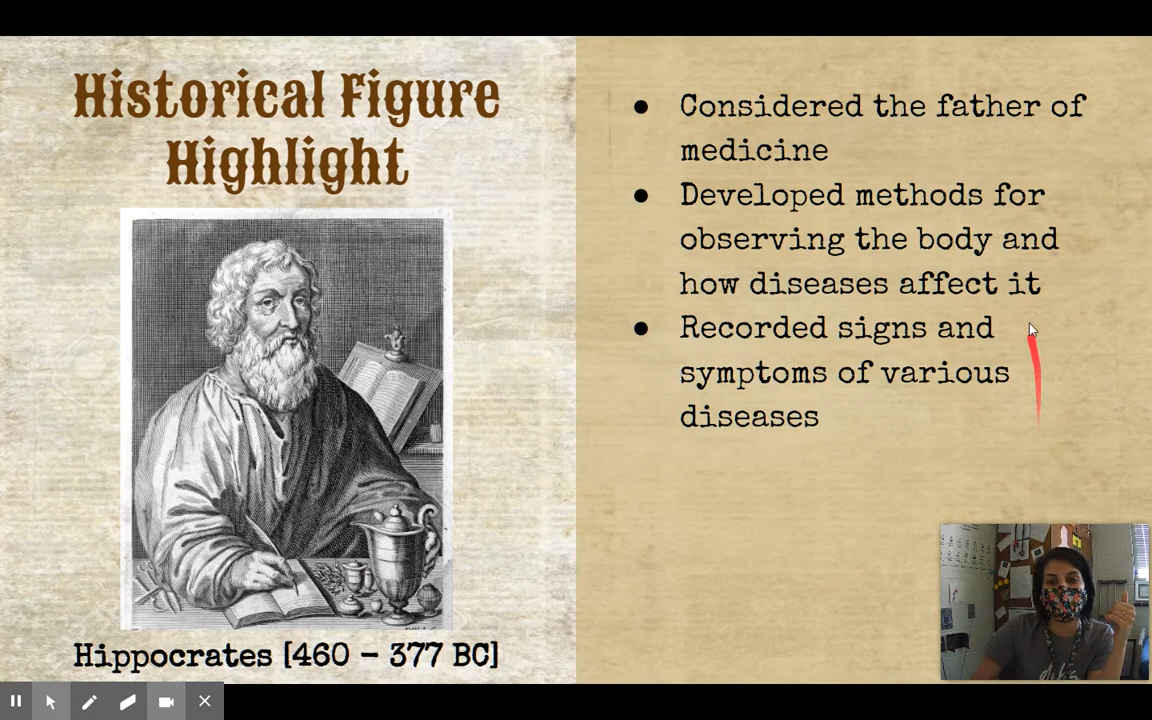 Historical Figure
Highlight
Hippocrates [460 - 377 BC]
● Considered the father of
medicine
● Developed methods for
observing the body and
how diseases affect it
● Recorded signs and
symptoms of various
diseases